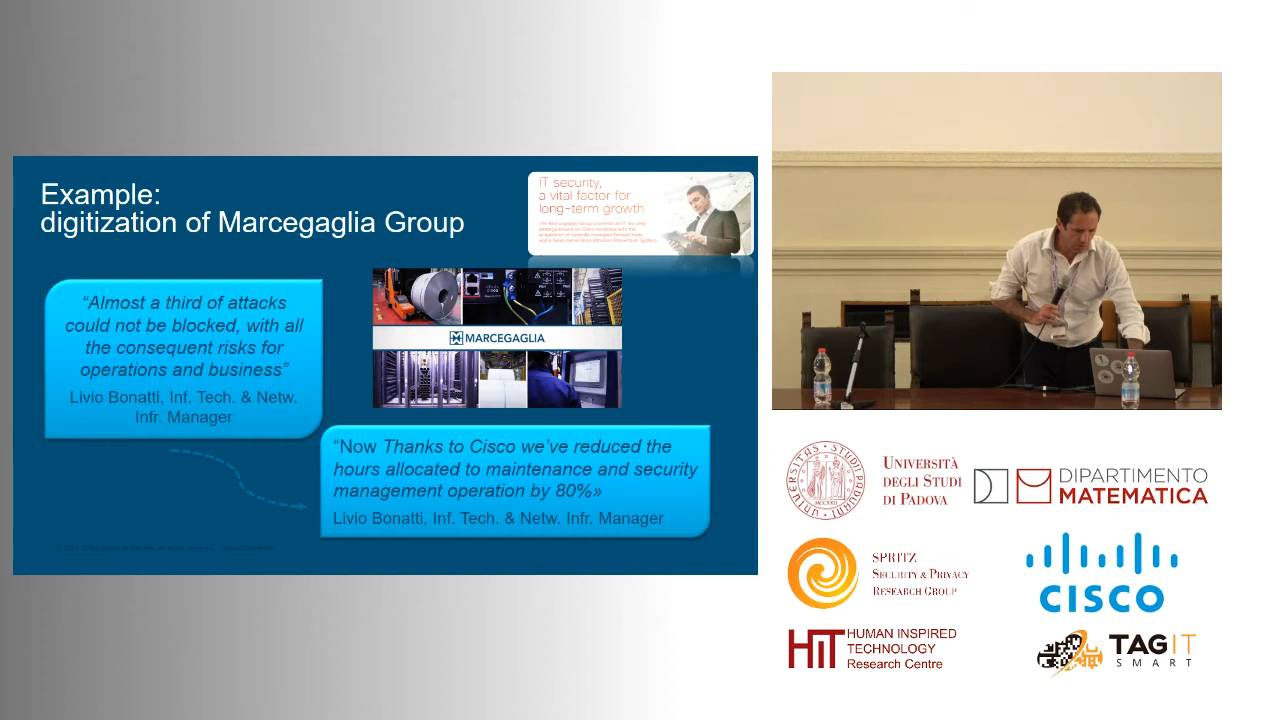 Example:
digitization of Marcegaglia Group
IT security,
a vital factor for
long-term growth
“Almost a third of attacks
could not be blocked, with all
the consequent risks for
operations and business”
Livio Bonatti, Inf. Tech. & Netw.
Infr. Manager
MARCEGAGLIA
“Now Thanks to Cisco we’ve reduced the
hours allocated to maintenance and security
management operation by 80%»
Livio Bonatti, Inf. Tech. & Netw. Infr. Manager
UNIVERSITÀ
DEGLI STUDI
DI PADOVA
DIPARTIMENTO
MATEMATICA
SPRITZ
SECURITY & PRIVACY
RESEARCH GROUP
CISCO
HIT
HUMAN INSPIRED
TECHNOLOGY
Research Centre
TAGIT
SMART